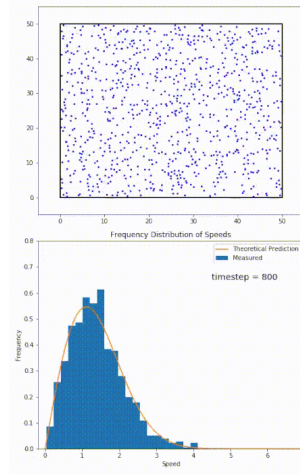 50
40
30
20
10
0
0 10 20 30 40 50
Frequency Distribution of Speeds
0.8
Theoretical Prediction
Measured
0.7
timestep = 800
0.6
0.5
0.4
0.3
0.2
0.1
0.0
Frequency
0 1 2 3 4 5 6
Speed